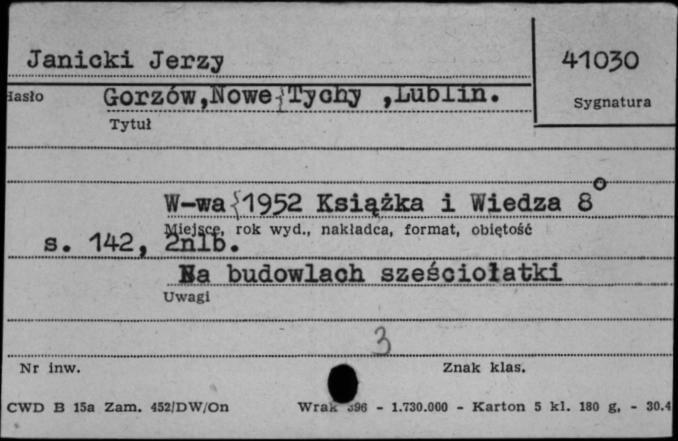 Janicki Jerzy
41030
Hasło Gorzów,Nowe{Tychy ,Lublin.
Sygnatura
Tytuł
W-wa{1952 Książka i Wiedza 8°
Miejsce, rok wyd., nakładca, format, objętość
s. 142, 2nlb.
Na budowlach sześciołatki
Uwagi
3
Nr inw. Znak klas.
CWD B 15a Zam. 452/DW/On Wrak 396 - 1.730.000 - Karton 5 kl. 180 g, - 30.4